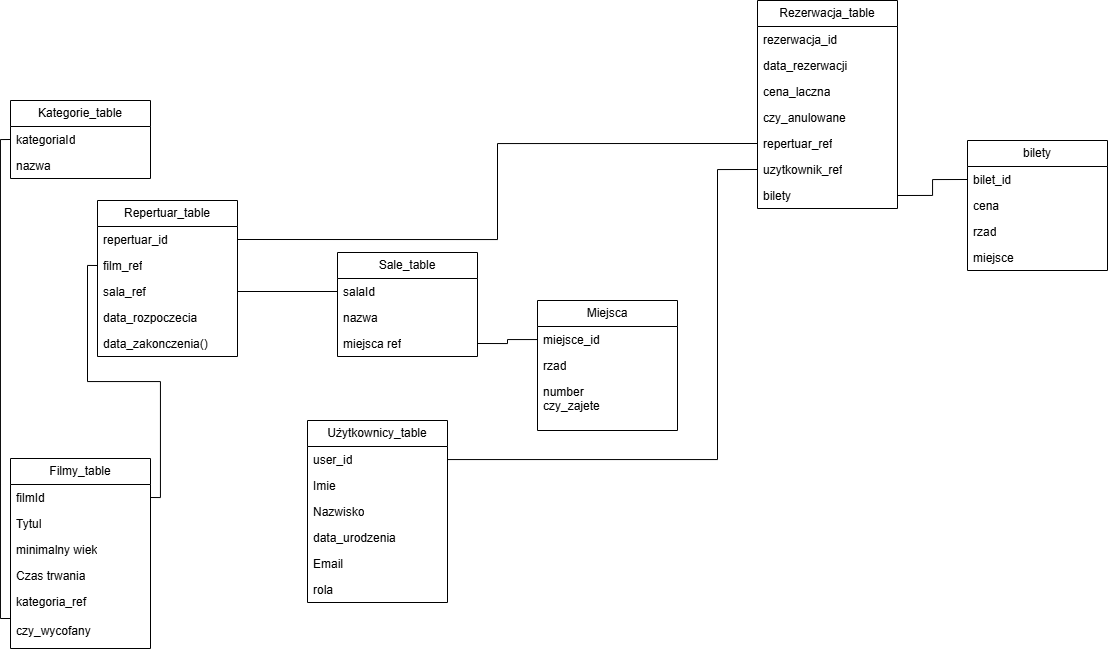 Rezerwacja_table
rezerwacja_id
data_rezerwacji
cena_laczna
czy_anulowane
repertuar_ref
uzytkownik_ref
bilety
Kategorie_table
kategoriaId
nazwa
bilety
bilet_id
cena
rzad
miejsce
Repertuar_table
repertuar_id
film_ref
sala_ref
data_rozpoczecia
data_zakonczenia()
Sale_table
salaId
nazwa
miejsca ref
Miejsca
miejsce_id
rzad
number
czy_zajete
Użytkownicy_table
user_id
Imie
Nazwisko
data_urodzenia
Email
rola
Filmy_table
filmId
Tytul
minimalny wiek
Czas trwania
kategoria_ref
czy_wycofany